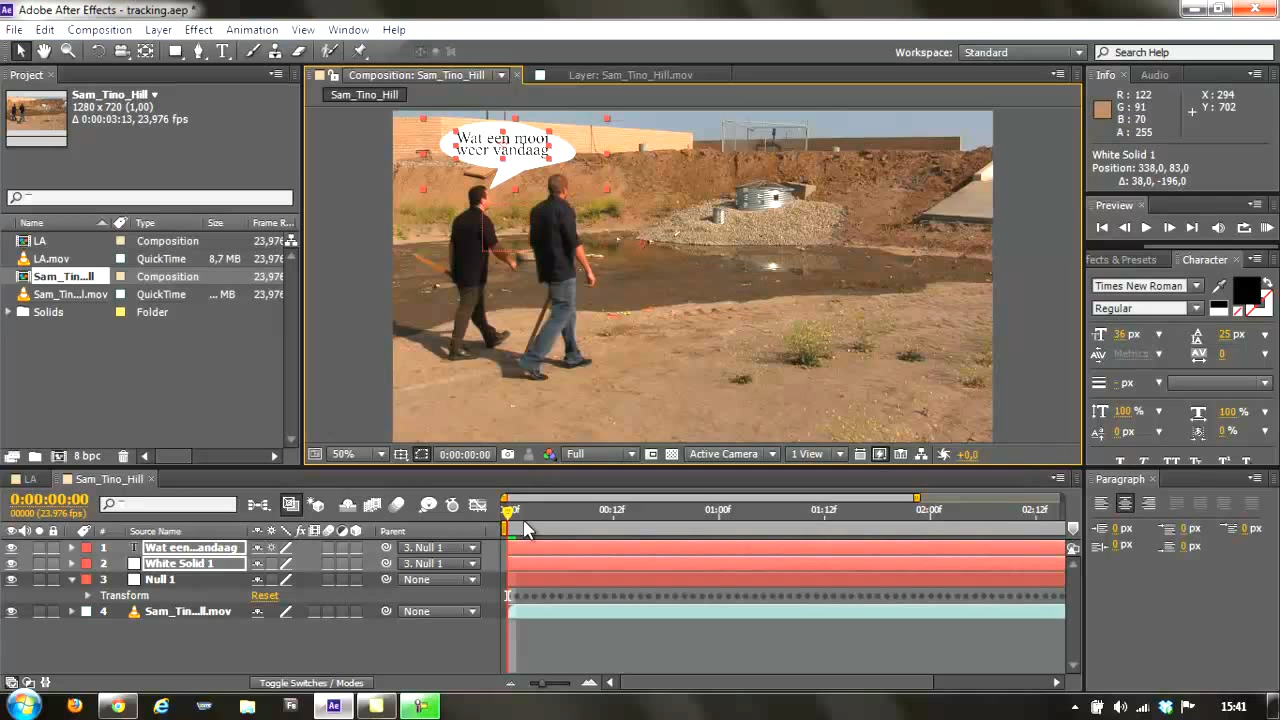 Adobe After Effects - tracking.aep *
File Edit Composition Layer Effect Animation View Window Help
Workspace: Standard Search Help
Project
Composition: Sam_Tino_Hill
Layer: Sam_Tino_Hill.mov
Info Audio
Sam_Tino_Hill
1280 x 720 (1,00)
Δ 0:00:03:13, 23,976 fps
Sam_Tino_Hill
R : 122
G : 91
B : 70
A : 255
X : 294
Y : 702
White Solid 1
Position: 338,0, 83,0
Δ: 38,0, -196,0
Wat een mooi
weer vandaag
Preview
Name Type Size Frame R...
LA Composition 23,976
LA.mov QuickTime 8,7 MB 23,976
Sam_Tin...ll Composition 23,976
Sam_Tin...l.mov QuickTime ... MB 23,976
Solids Folder
ffects & Presets Character
Times New Roman
Regular
36 px 25 px
Metrics 0
- px
100 % 100 %
0 px 0 %
8 bpc
50% 0:00:00:00 Full Active Camera 1 View +0,0
LA Sam_Tino_Hill
Paragraph
0:00:00:00
00000 (23.976 fps)
00f 00:12f 01:00f 01:12f 02:00f 02:12f
# Source Name Parent
1 T Wat een...andaag 3. Null 1
2 White Solid 1 3. Null 1
3 Null 1 None
Transform Reset
4 Sam_Tin...ll.mov None
0 px 0 px 0 px
0 px 0 px
Toggle Switches / Modes
Ae Fs Ae 15:41